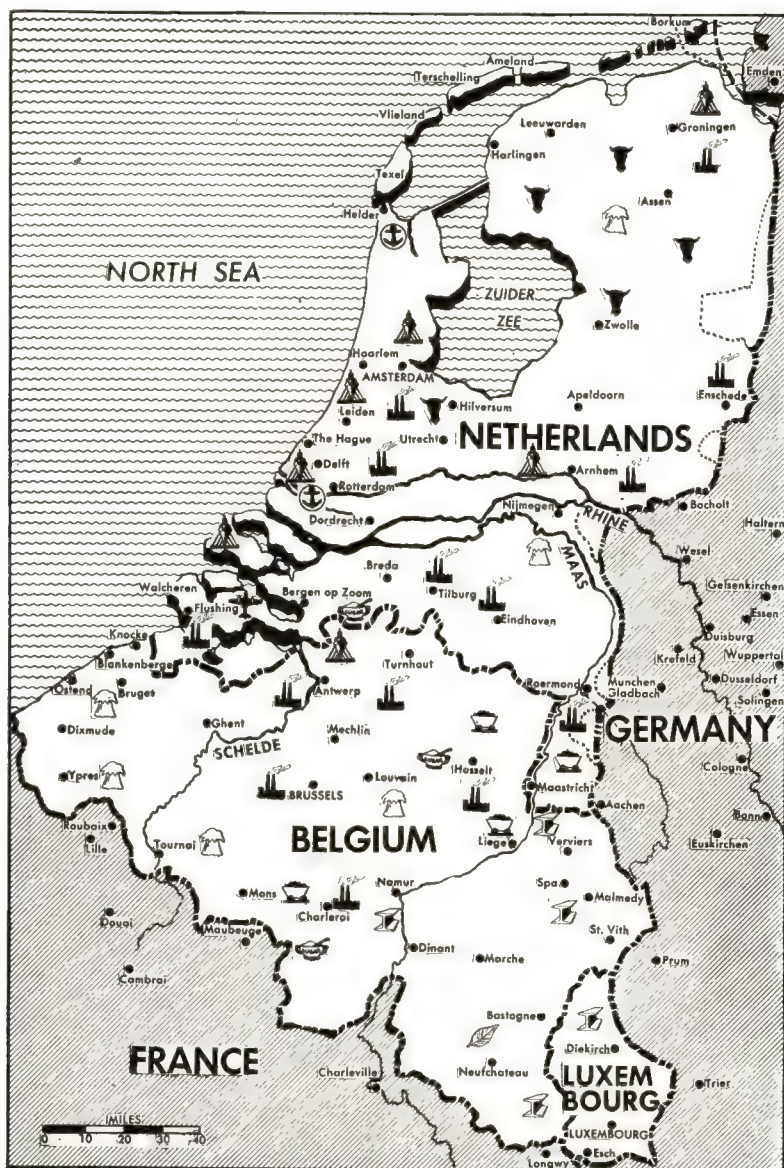 Borkum
Ameland
Terschelling
Emden
Vlieland
Leeuwarden
Groningen
Harlingen
Texel
Assen
Helder
NORTH SEA
ZUIDER
ZEE
Zwolle
Haarlem
AMSTERDAM
Enschede
Apeldoorn
Hilversum
Leiden
The Hague
Utrecht
NETHERLANDS
Delft
Arnhem
Rotterdam
Bocholt
Nijmegen
RHINE
Dordrecht
Haltern
MAAS
Wesel
Breda
Walcheren
Bergen op Zoom
SUGAR
Tilburg
Gelsenkirchen
Flushing
Eindhoven
Essen
Duisburg
Knocke
Krefeld
Wuppertal
Blankenberge
Turnhout
Dusseldorf
Ostend
Bruges
Antwerp
Roermond
Munchen
Gladbach
Solingen
Dixmude
Ghent
Mechlin
GERMANY
SCHELDE
Cologne
Ypres
Louvain
Hasselt
BRUSSELS
Maastricht
Aachen
Bonn
Roubaix
Lille
BELGIUM
Liege
Verviers
Euskirchen
Tournai
Spa
Mons
Namur
Malmedy
Charleroi
Douai
Maubeuge
St. Vith
Dinant
Marche
Prum
Cambrai
Bastogne
FRANCE
Diekirch
Neufchateau
Charleville
LUXEM
BOURG
Trier
MILES
0 10 20 30 40
LUXEMBOURG
Longwy
Esch